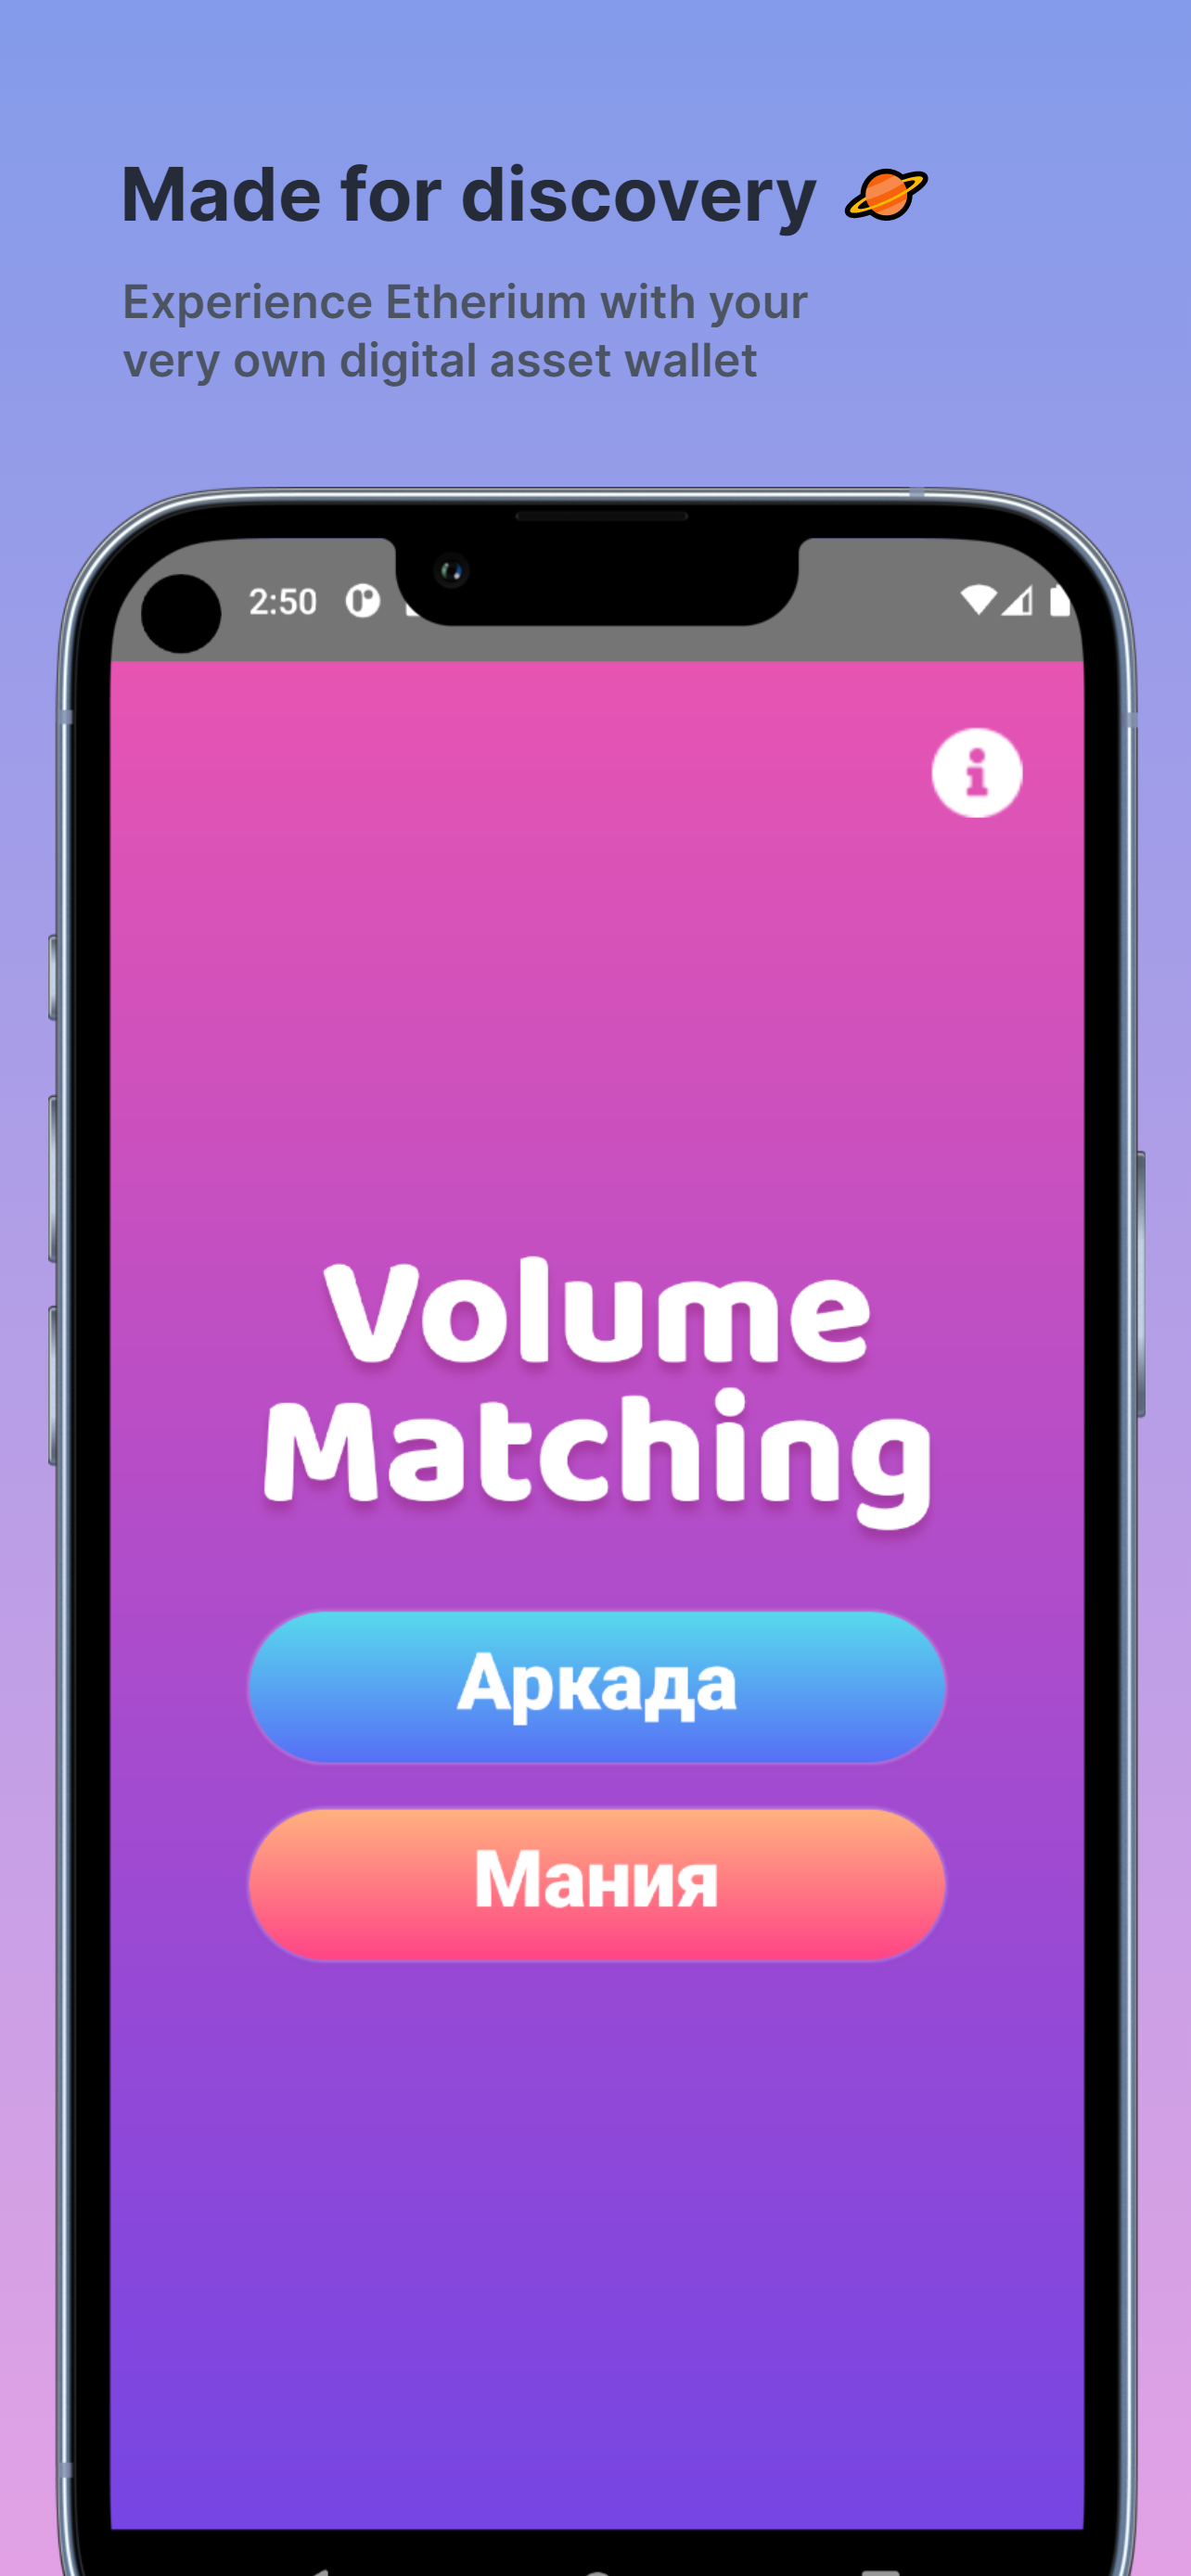 Made for discovery 🪐
Experience Etherium with your
very own digital asset wallet
2:50
Volume
Matching
Аркада
Мания